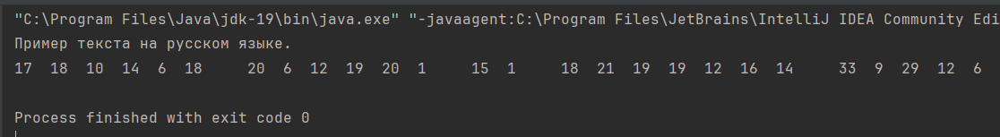 "C:\Program Files\Java\jdk-19\bin\java.exe" "-javaagent:C:\Program Files\JetBrains\IntelliJ IDEA Community Edi
Пример текста на русском языке.
17  18  10  14  6  18     20  6  12  19  20  1     15  1     18  21  19  19  12  16  14     33  9  29  12  6
Process finished with exit code 0